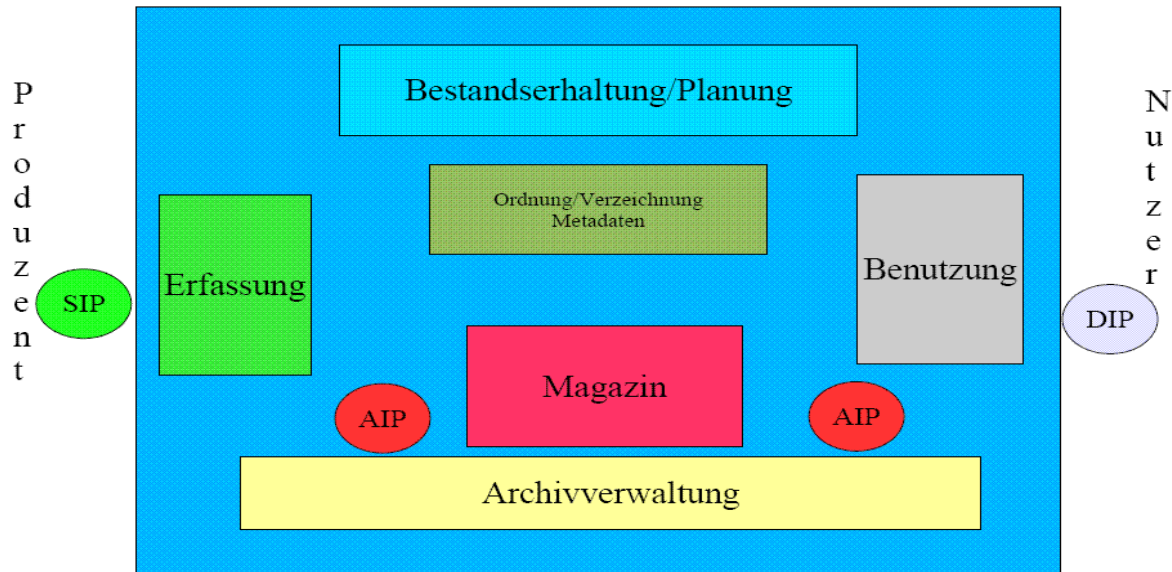 Produzent
Bestandserhaltung/Planung
Nutzer
Ordnung/Verzeichnung
Metadaten
Erfassung
Benutzung
SIP
DIP
Magazin
AIP
AIP
Archivverwaltung